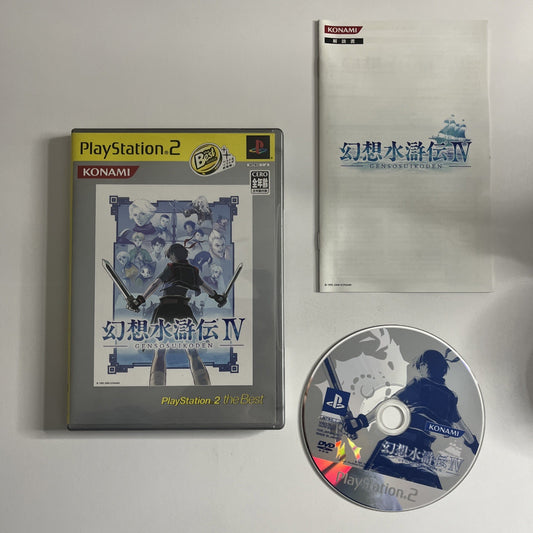 PlayStation®2
Best
KONAMI
CERO
全年齢
幻想水滸伝IV
GENSOSUIKODEN
PlayStation 2 the Best
KONAMI
解説書
幻想水滸伝IV
GENSOSUIKODEN
KONAMI
DVD
幻想水滸伝IV
PlayStation®2